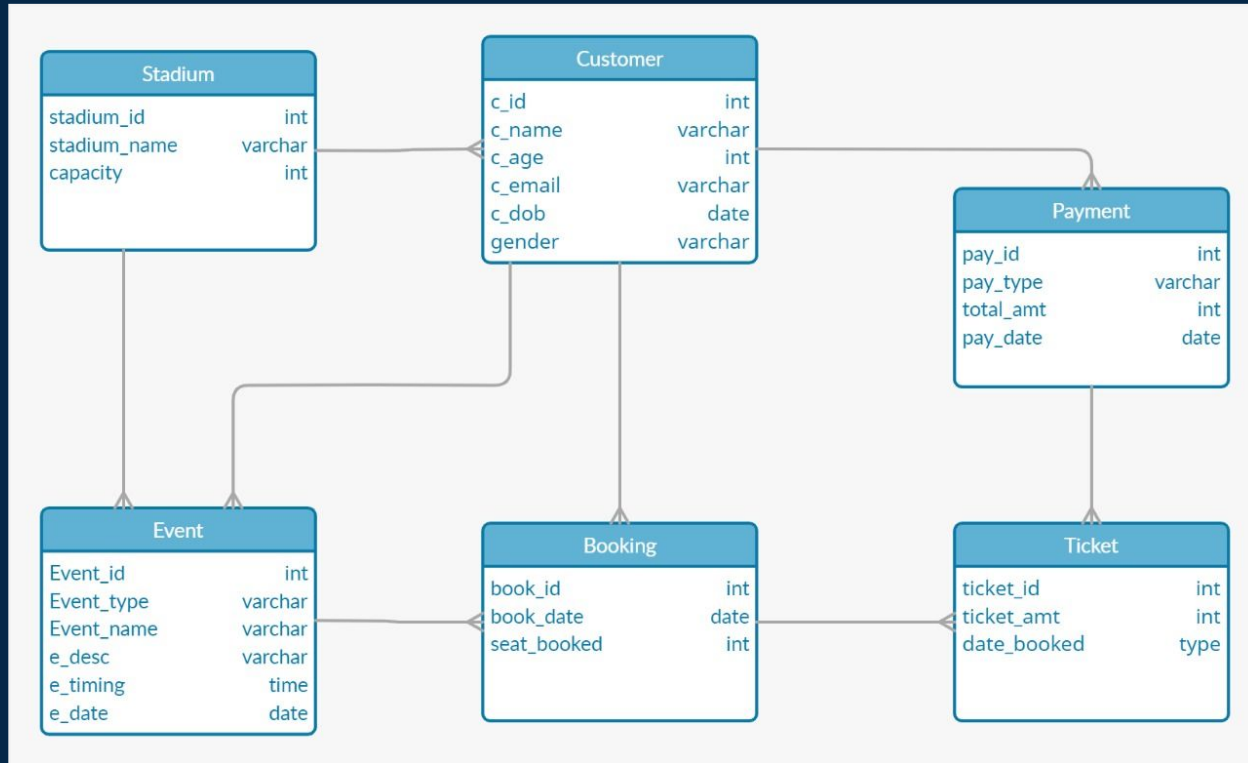 Stadium
stadium_id int
stadium_name varchar
capacity int
Customer
c_id int
c_name varchar
c_age int
c_email varchar
c_dob date
gender varchar
Payment
pay_id int
pay_type varchar
total_amt int
pay_date date
Event
Event_id int
Event_type varchar
Event_name varchar
e_desc varchar
e_timing time
e_date date
Booking
book_id int
book_date date
seat_booked int
Ticket
ticket_id int
ticket_amt int
date_booked type